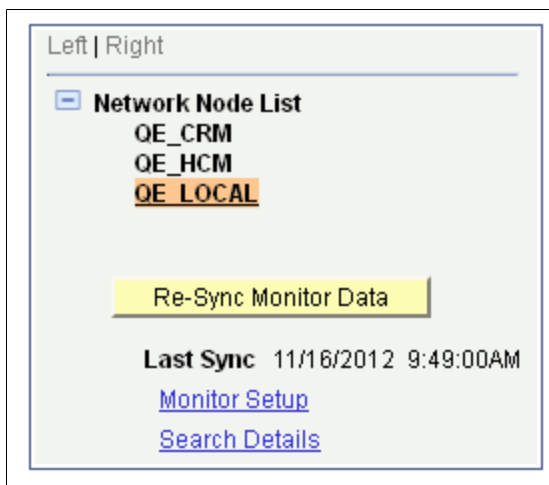 Left | Right
Network Node List
QE_CRM
QE_HCM
QE_LOCAL
Re-Sync Monitor Data
Last Sync 11/16/2012 9:49:00AM
Monitor Setup
Search Details